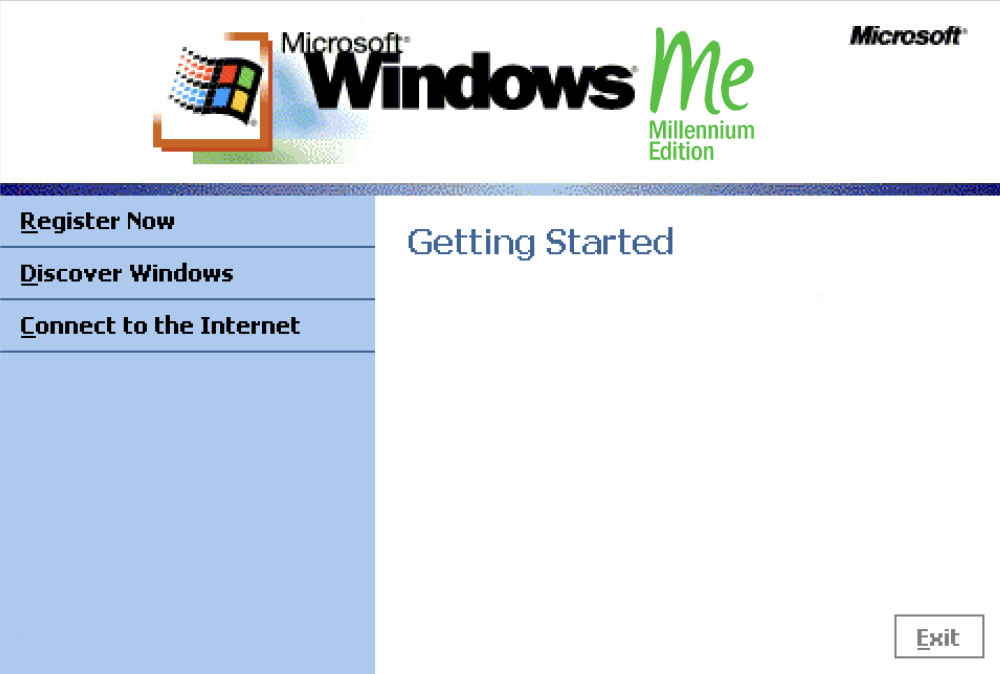 Microsoft®
Windows® Me
Millennium
Edition
Microsoft®
Register Now
Discover Windows
Connect to the Internet
Getting Started
Exit